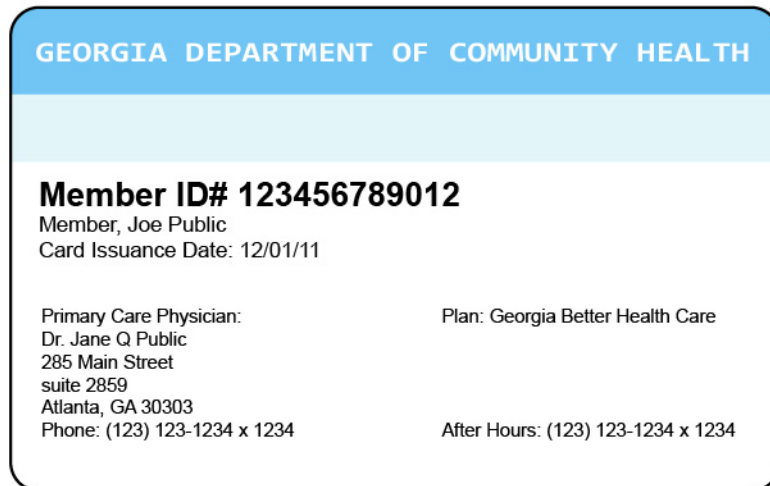 GEORGIA DEPARTMENT OF COMMUNITY HEALTH
Member ID# 123456789012
Member, Joe Public
Card Issuance Date: 12/01/11
Primary Care Physician:
Dr. Jane Q Public
285 Main Street
suite 2859
Atlanta, GA 30303
Phone: (123) 123-1234 x 1234
Plan: Georgia Better Health Care
After Hours: (123) 123-1234 x 1234